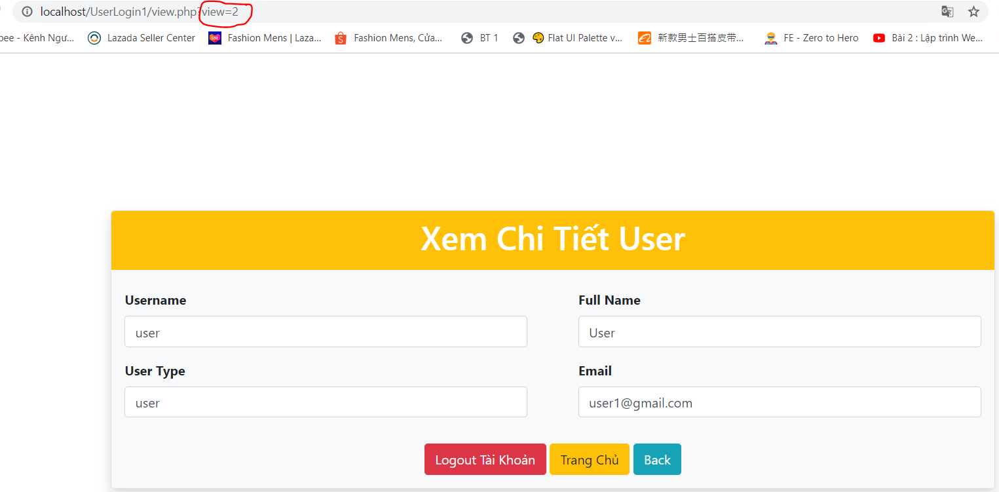 localhost/UserLogin1/view.php?view=2
pee - Kênh Ngư... Lazada Seller Center Fashion Mens | Laza... Fashion Mens, Cửa... BT 1 Flat UI Palette v... 新款男士百搭皮带... FE - Zero to Hero Bài 2 : Lập trình We...
Xem Chi Tiết User
Username Full Name
user User
User Type Email
user user1@gmail.com
Logout Tài Khoản Trang Chủ Back